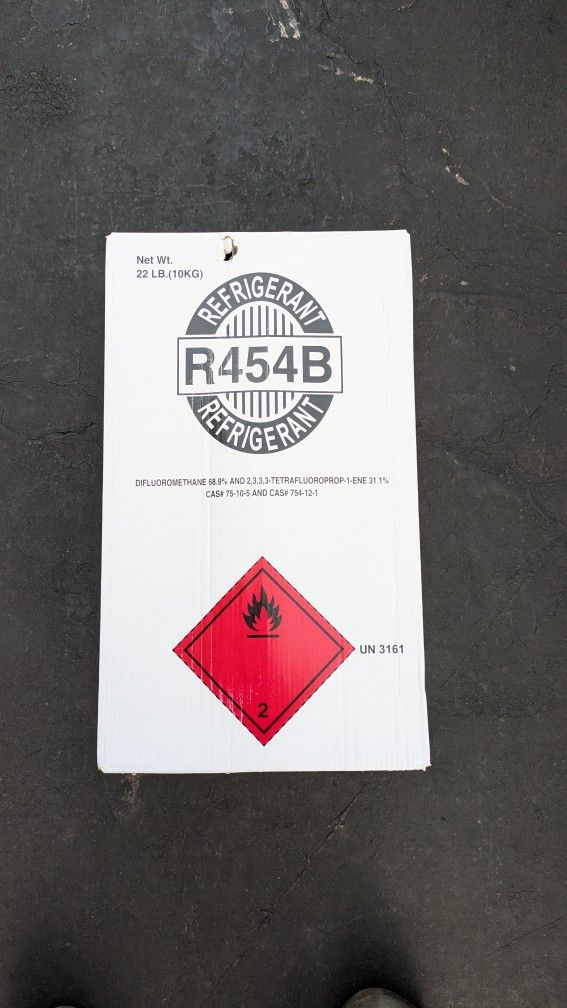 Net Wt.
22 LB.(10KG)
REFRIGERANT
R454B
REFRIGERANT
DIFLUOROMETHANE 68.9% AND 2,3,3,3-TETRAFLUOROPROP-1-ENE 31.1%
CAS# 75-10-5 AND CAS# 754-12-1
UN 3161
2